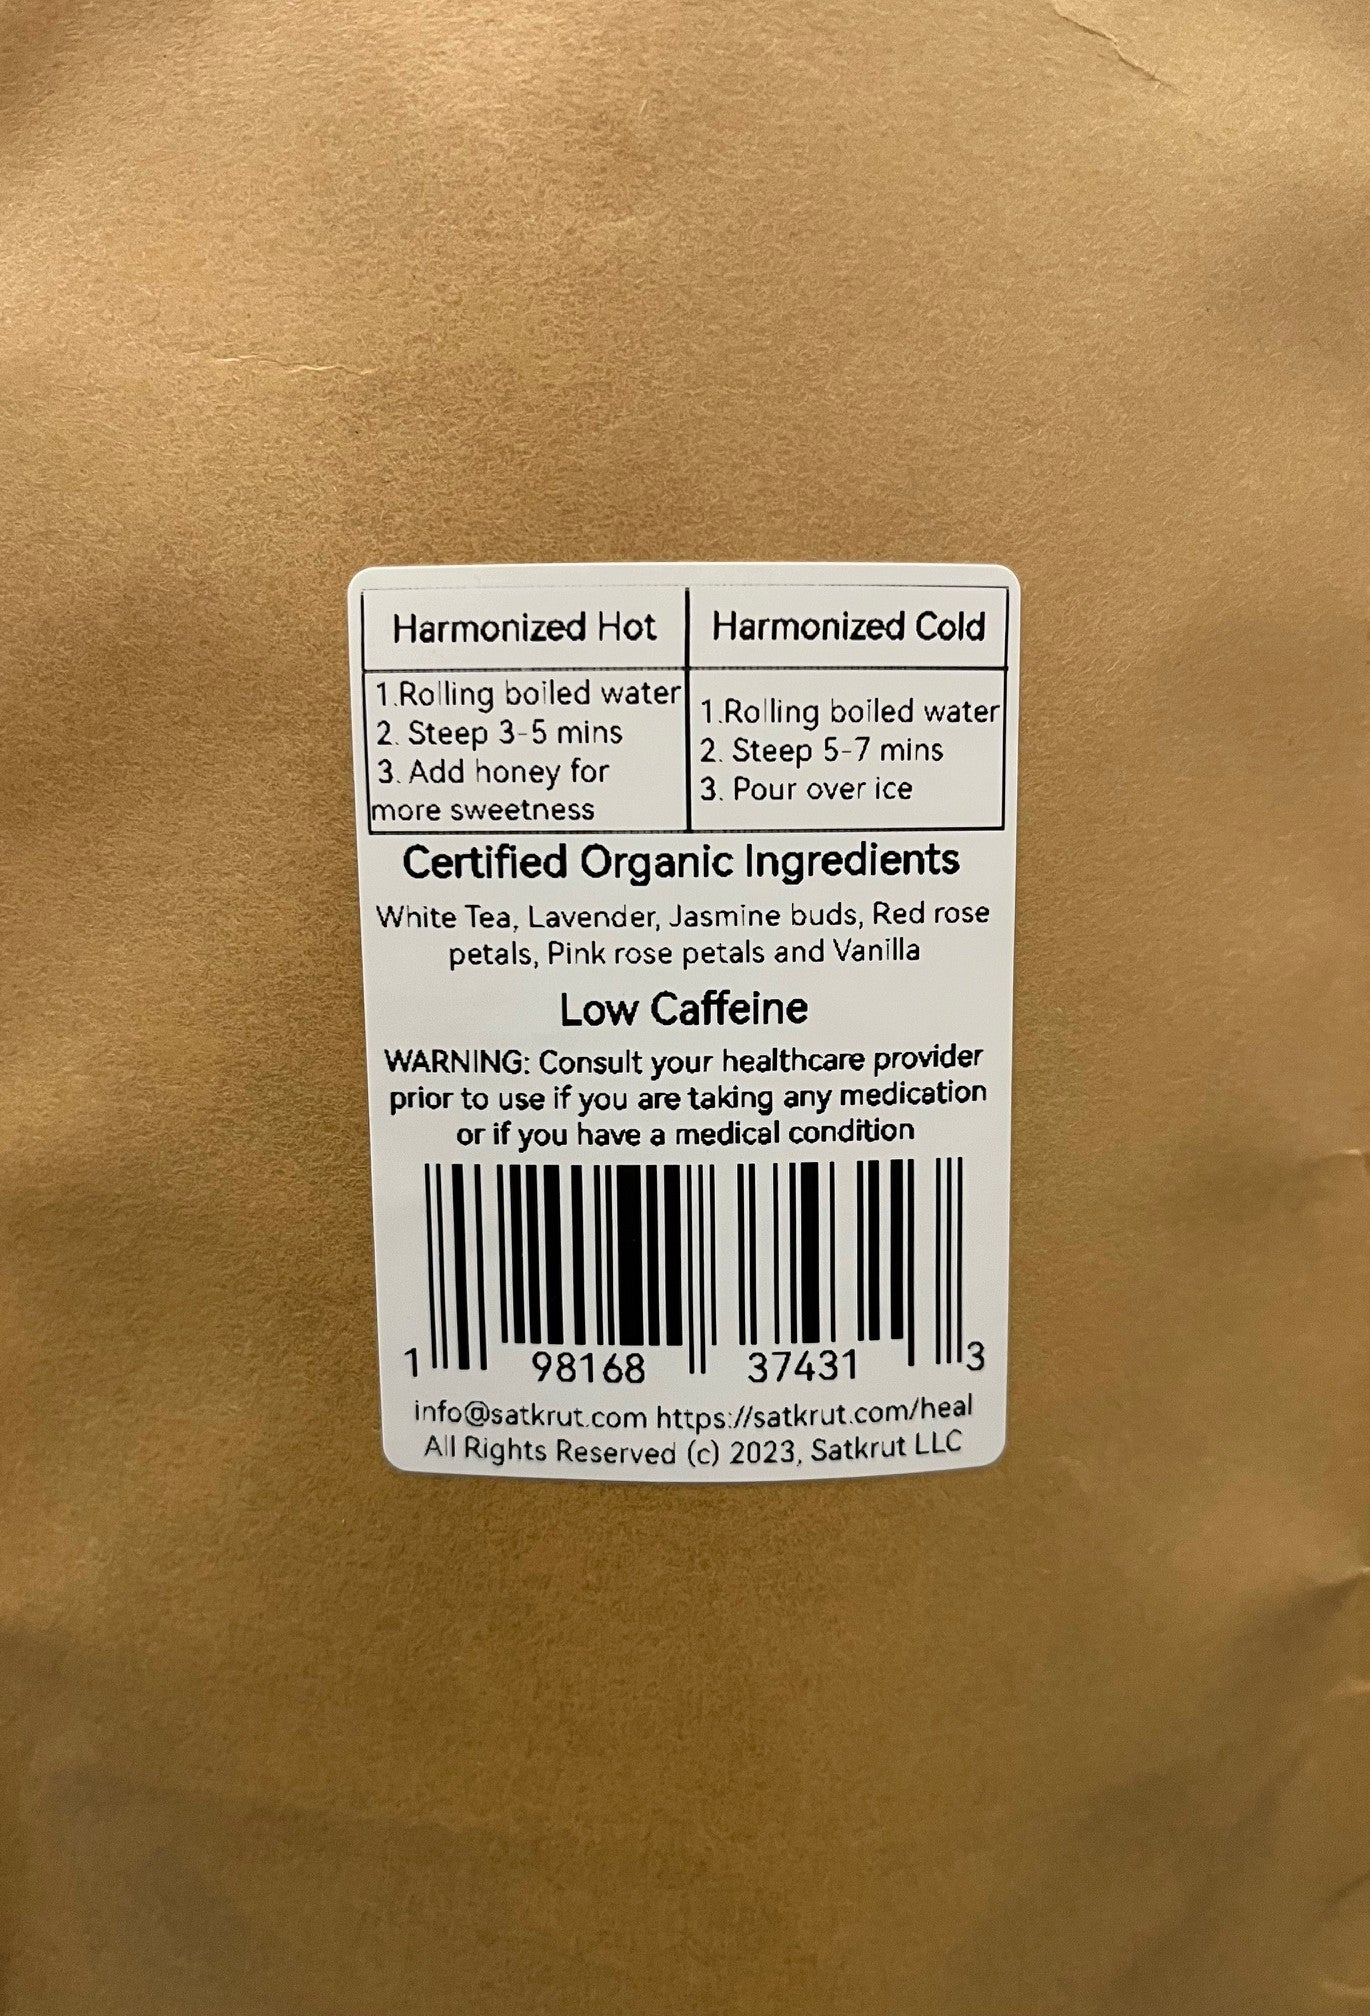 Harmonized Hot
1.Rolling boiled water
2. Steep 3-5 mins
3. Add honey for
more sweetness
Harmonized Cold
1.Rolling boiled water
2. Steep 5-7 mins
3. Pour over ice
Certified Organic Ingredients
White Tea, Lavender, Jasmine buds, Red rose
petals, Pink rose petals and Vanilla
Low Caffeine
WARNING: Consult your healthcare provider
prior to use if you are taking any medication
or if you have a medical condition
1 98168 37431 3
info@satkrut.com https://satkrut.com/heal
All Rights Reserved (c) 2023, Satkrut LLC